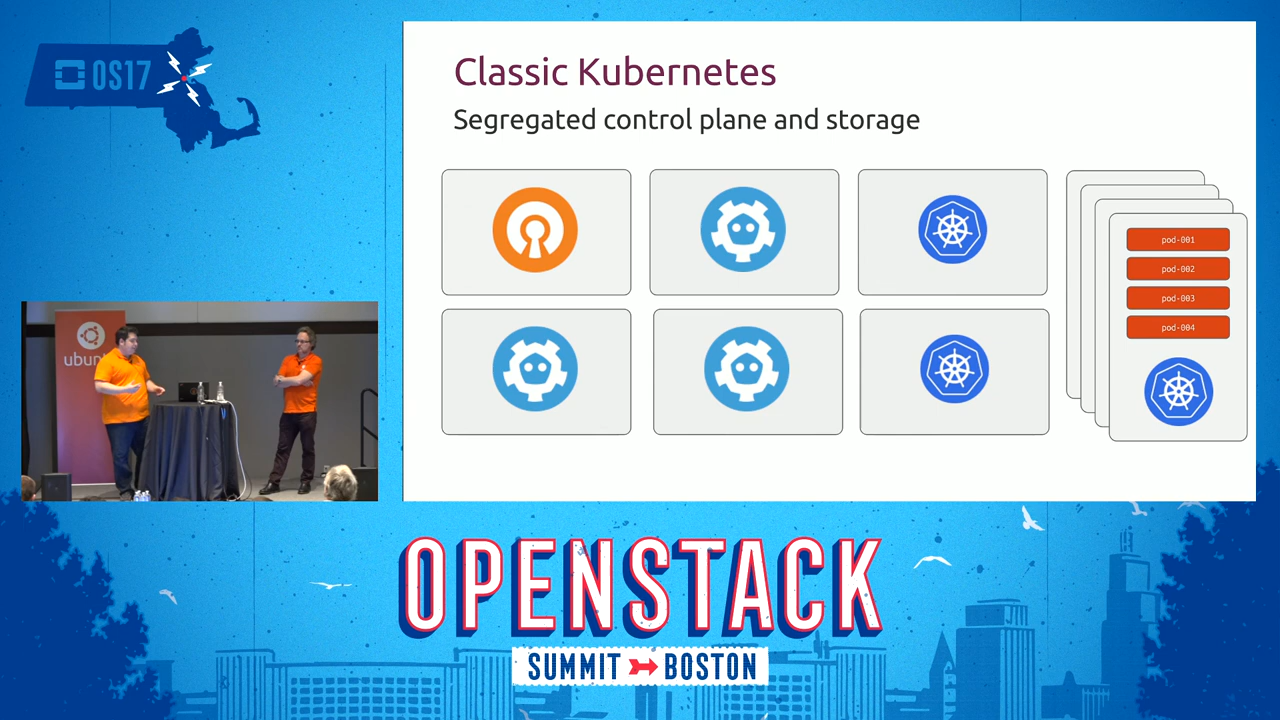 OS17
Classic Kubernetes
Segregated control plane and storage
pod-001
pod-002
pod-003
pod-004
OPENSTACK
SUMMIT BOSTON